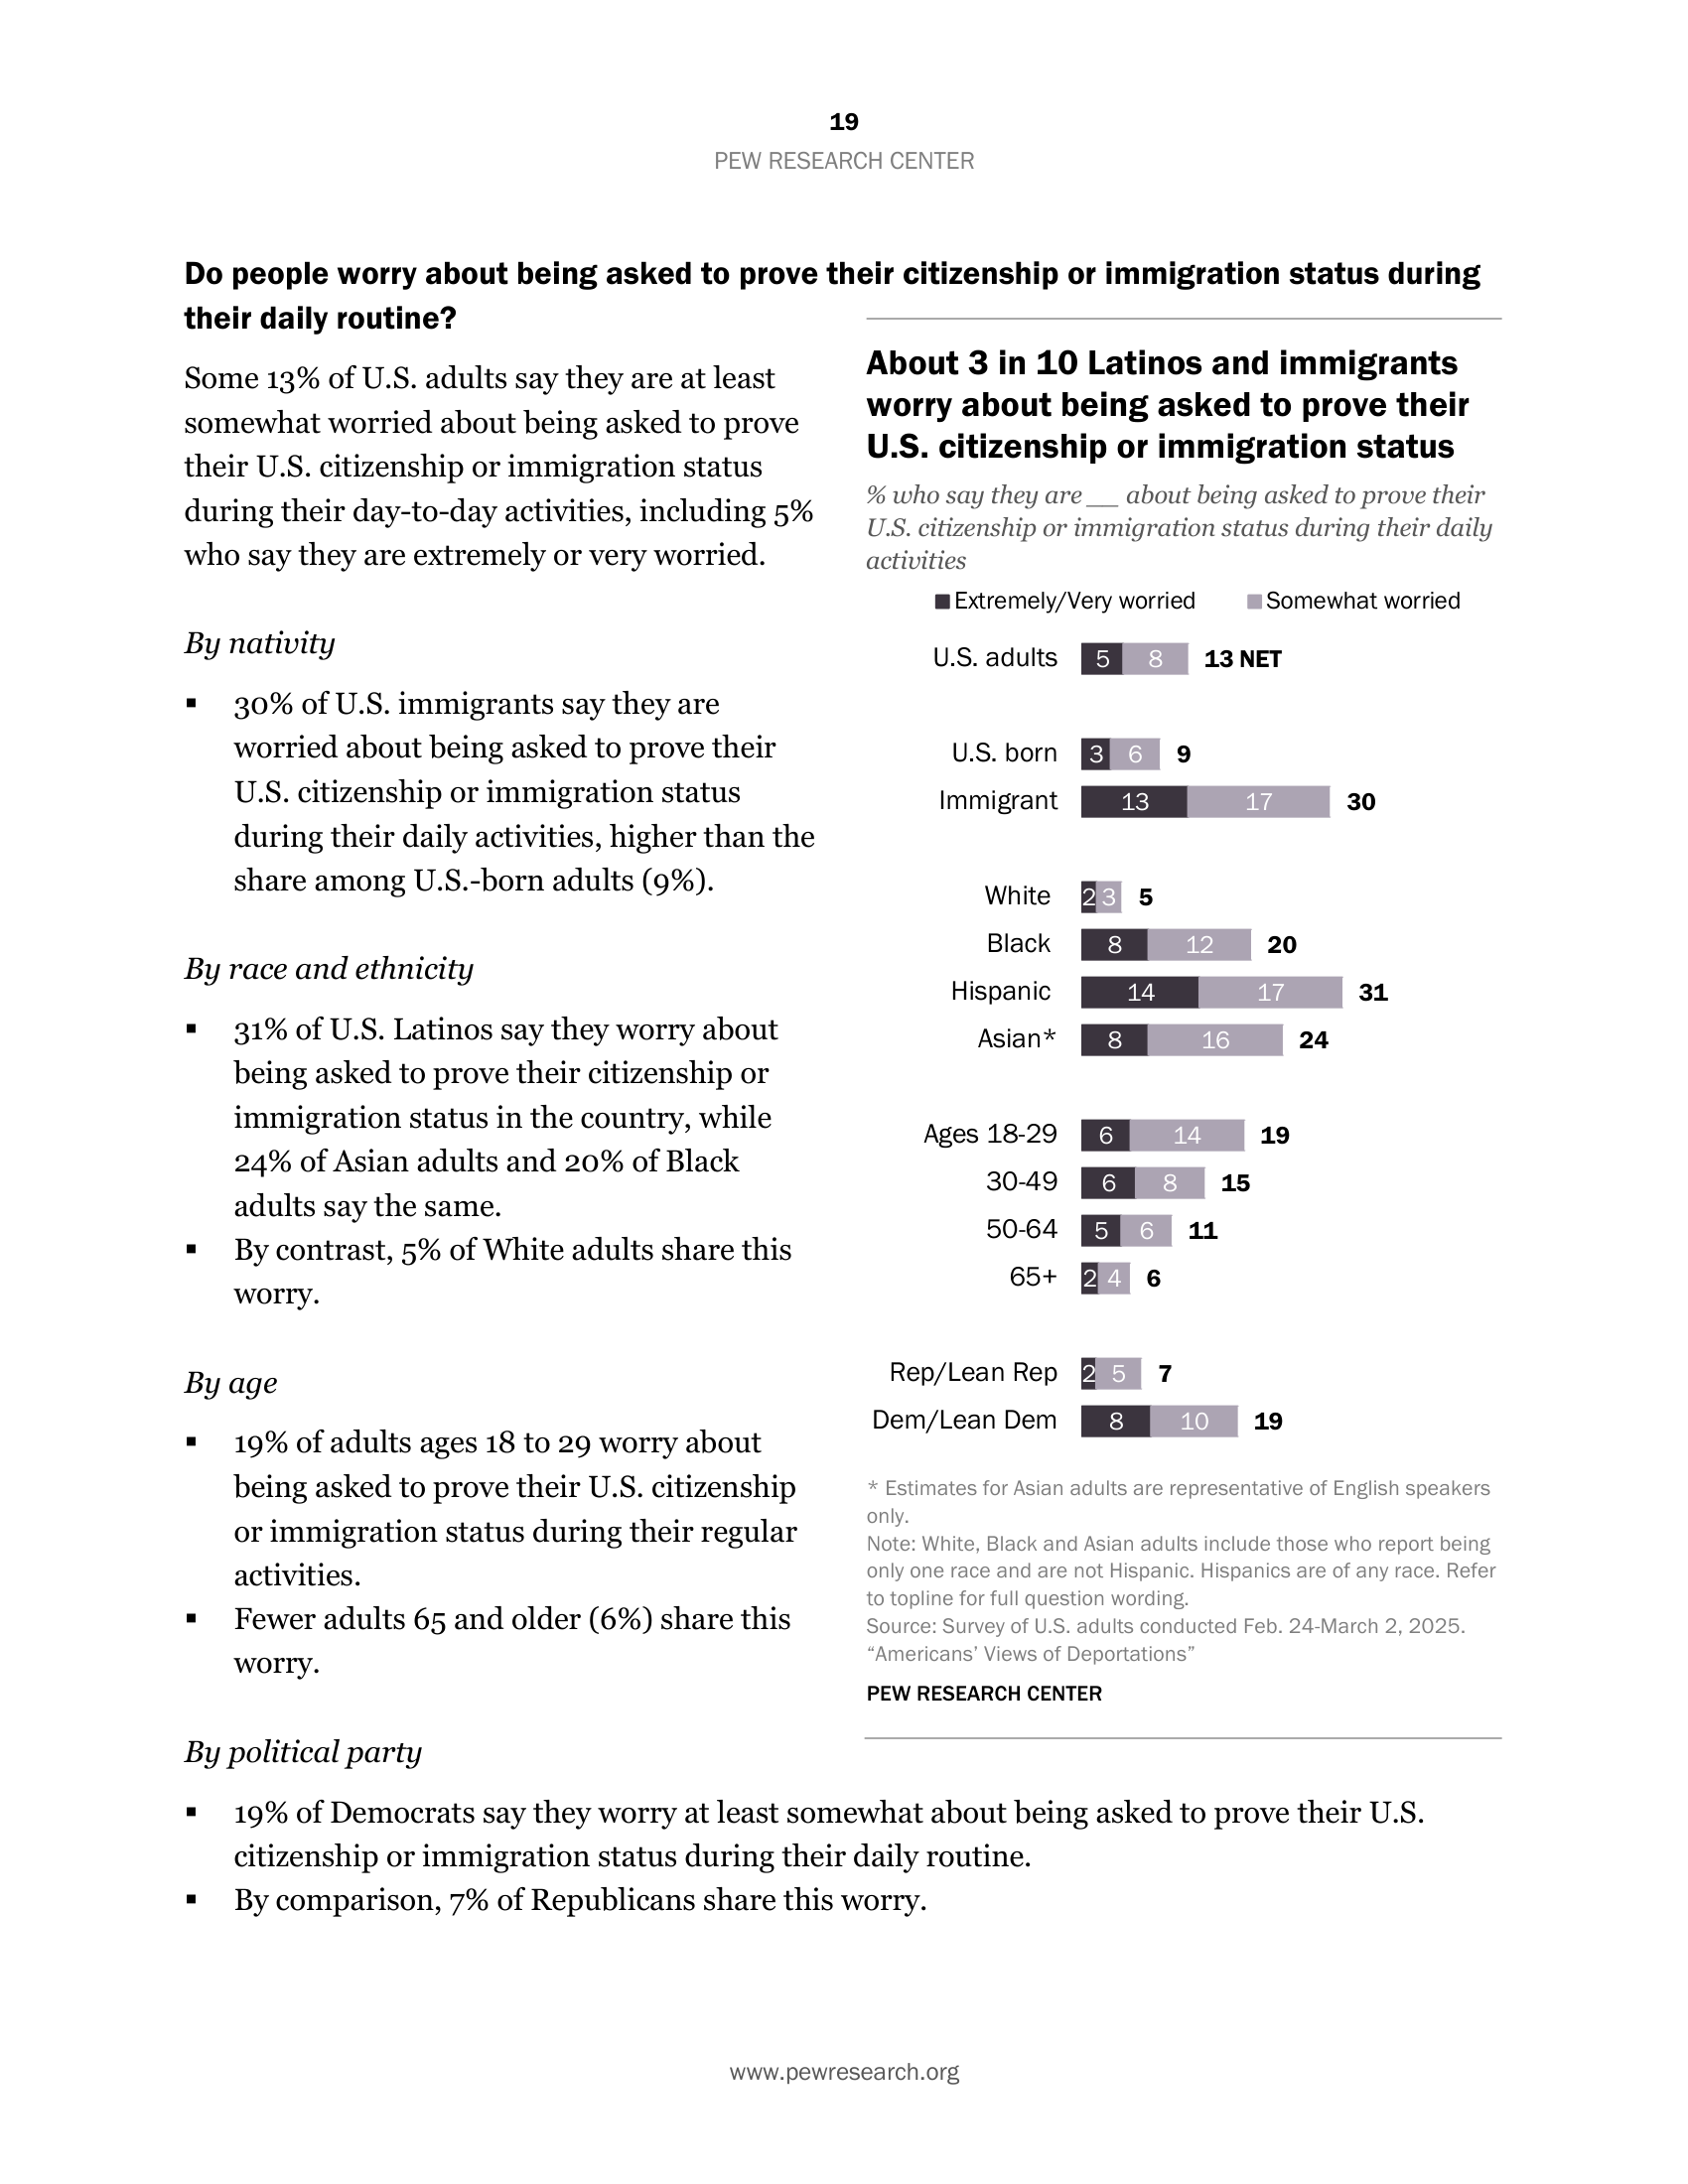 19
PEW RESEARCH CENTER
Do people worry about being asked to prove their citizenship or immigration status during
their daily routine?
Some 13% of U.S. adults say they are at least
somewhat worried about being asked to prove
their U.S. citizenship or immigration status
during their day-to-day activities, including 5%
who say they are extremely or very worried.
By nativity
▪ 30% of U.S. immigrants say they are
worried about being asked to prove their
U.S. citizenship or immigration status
during their daily activities, higher than the
share among U.S.-born adults (9%).
By race and ethnicity
▪ 31% of U.S. Latinos say they worry about
being asked to prove their citizenship or
immigration status in the country, while
24% of Asian adults and 20% of Black
adults say the same.
▪ By contrast, 5% of White adults share this
worry.
By age
▪ 19% of adults ages 18 to 29 worry about
being asked to prove their U.S. citizenship
or immigration status during their regular
activities.
▪ Fewer adults 65 and older (6%) share this
worry.
About 3 in 10 Latinos and immigrants
worry about being asked to prove their
U.S. citizenship or immigration status
% who say they are __ about being asked to prove their
U.S. citizenship or immigration status during their daily
activities
Extremely/Very worried Somewhat worried
U.S. adults 5 8 13 NET
U.S. born 3 6 9
Immigrant 13 17 30
White 2 3 5
Black 8 12 20
Hispanic 14 17 31
Asian* 8 16 24
Ages 18-29 6 14 19
30-49 6 8 15
50-64 5 6 11
65+ 2 4 6
Rep/Lean Rep 2 5 7
Dem/Lean Dem 8 10 19
* Estimates for Asian adults are representative of English speakers
only.
Note: White, Black and Asian adults include those who report being
only one race and are not Hispanic. Hispanics are of any race. Refer
to topline for full question wording.
Source: Survey of U.S. adults conducted Feb. 24-March 2, 2025.
“Americans’ Views of Deportations”
PEW RESEARCH CENTER
By political party
▪ 19% of Democrats say they worry at least somewhat about being asked to prove their U.S.
citizenship or immigration status during their daily routine.
▪ By comparison, 7% of Republicans share this worry.
www.pewresearch.org